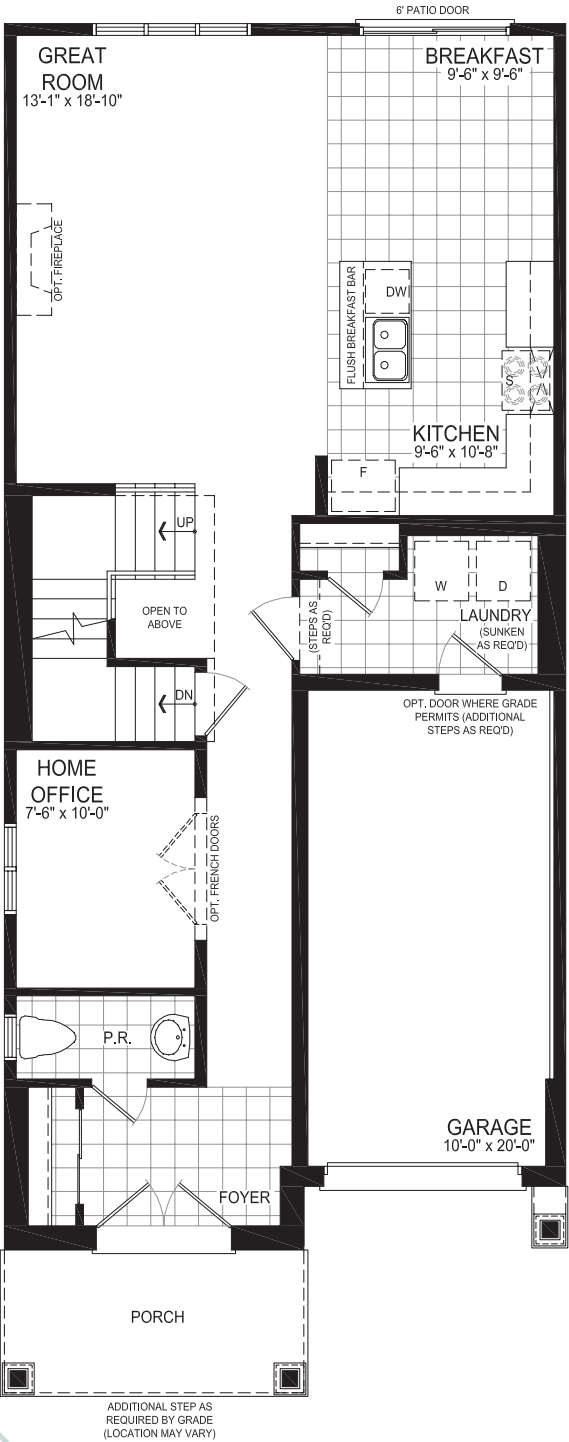 6' PATIO DOOR
GREAT
ROOM
13'-1" x 18'-10"
BREAKFAST
9'-6" x 9'-6"
OPT. FIREPLACE
FLUSH BREAKFAST BAR
DW
S
KITCHEN
9'-6" x 10'-8"
F
UP
OPEN TO
ABOVE
(STEPS AS
REQ'D)
W
D
LAUNDRY
(SUNKEN
AS REQ'D)
DN
OPT. DOOR WHERE GRADE
PERMITS (ADDITIONAL
STEPS AS REQ'D)
HOME
OFFICE
7'-6" x 10'-0"
OPT. FRENCH DOORS
P.R.
GARAGE
10'-0" x 20'-0"
FOYER
PORCH
ADDITIONAL STEP AS
REQUIRED BY GRADE
(LOCATION MAY VARY)